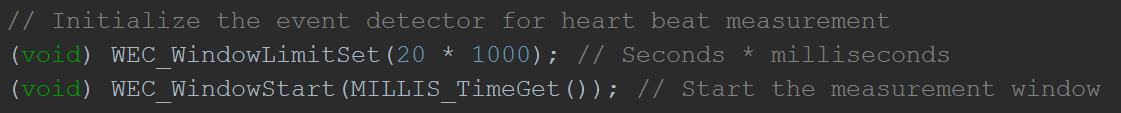 // Initialize the event detector for heart beat measurement
(void) WEC_WindowLimitSet(20 * 1000); // Seconds * milliseconds
(void) WEC_WindowStart(MILLIS_TimeGet()); // Start the measurement window